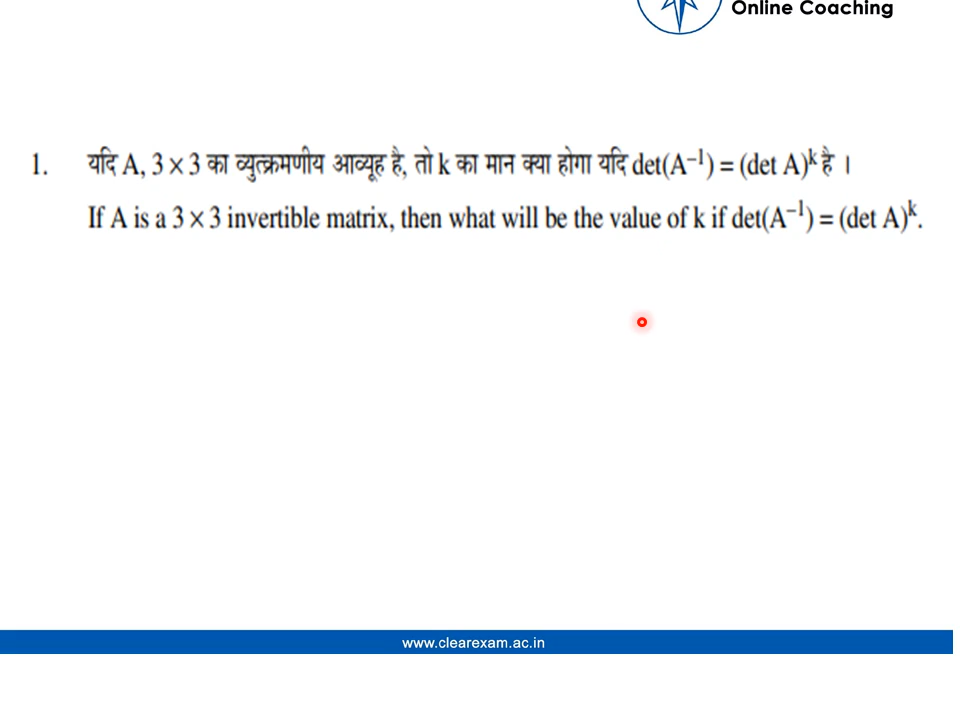 Online Coaching
1. यदि A, 3 × 3 का व्युत्क्रमणीय आव्यूह है, तो k का मान क्या होगा यदि det(A⁻¹) = (det A)ᵏ है ।
If A is a 3 × 3 invertible matrix, then what will be the value of k if det(A⁻¹) = (det A)ᵏ.
www.clearexam.ac.in